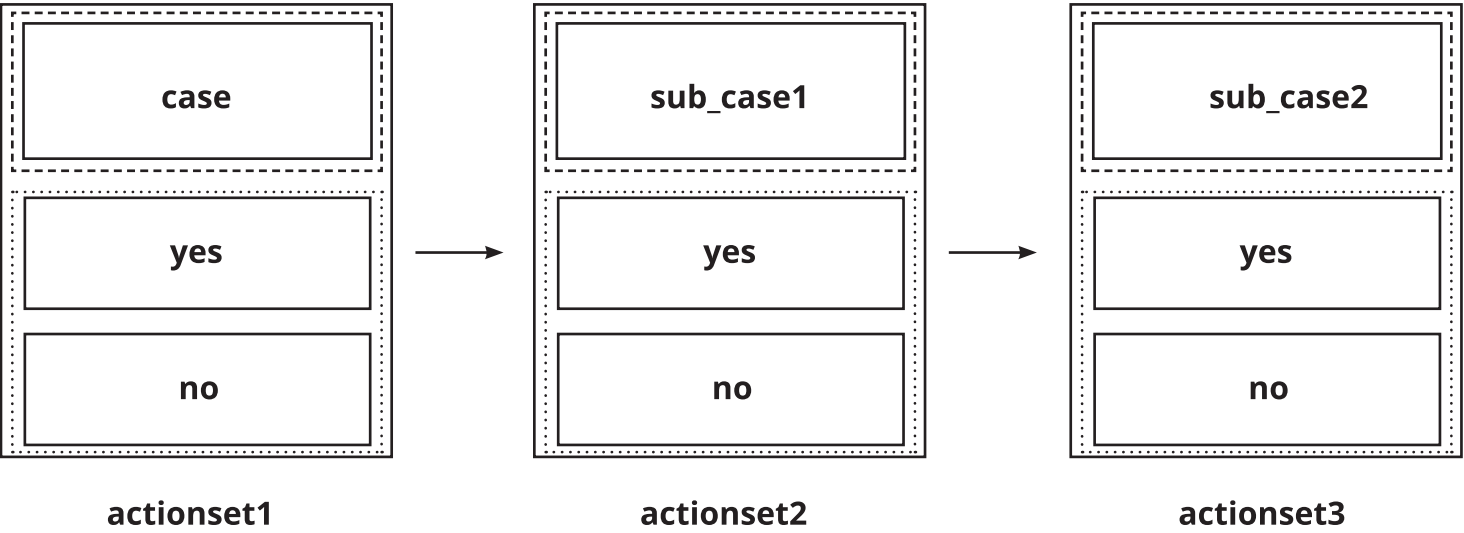 case
yes
no
actionset1
sub_case1
yes
no
actionset2
sub_case2
yes
no
actionset3